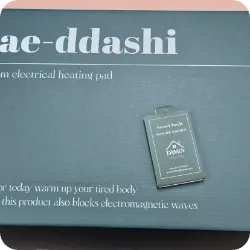 ae-ddashi
m electrical heating pad
or today warm up your tired body
this product also blocks electromagnetic waves